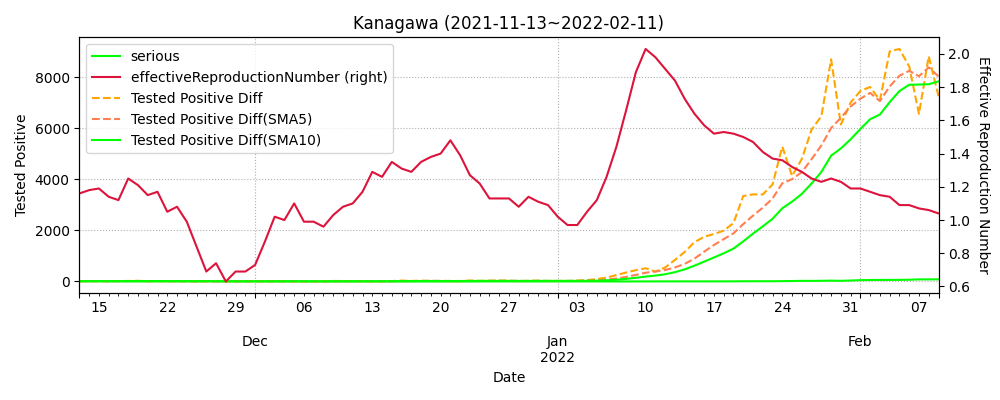 Kanagawa (2021-11-13~2022-02-11)
serious
effectiveReproductionNumber (right)
Tested Positive Diff
Tested Positive Diff(SMA5)
Tested Positive Diff(SMA10)
Tested Positive
8000
6000
4000
2000
0
2.0
1.8
1.6
1.4
1.2
1.0
0.8
0.6
Effective Reproduction Number
15 22 29 06 13 20 27 03 10 17 24 31 07
Dec Jan Feb
2022
Date